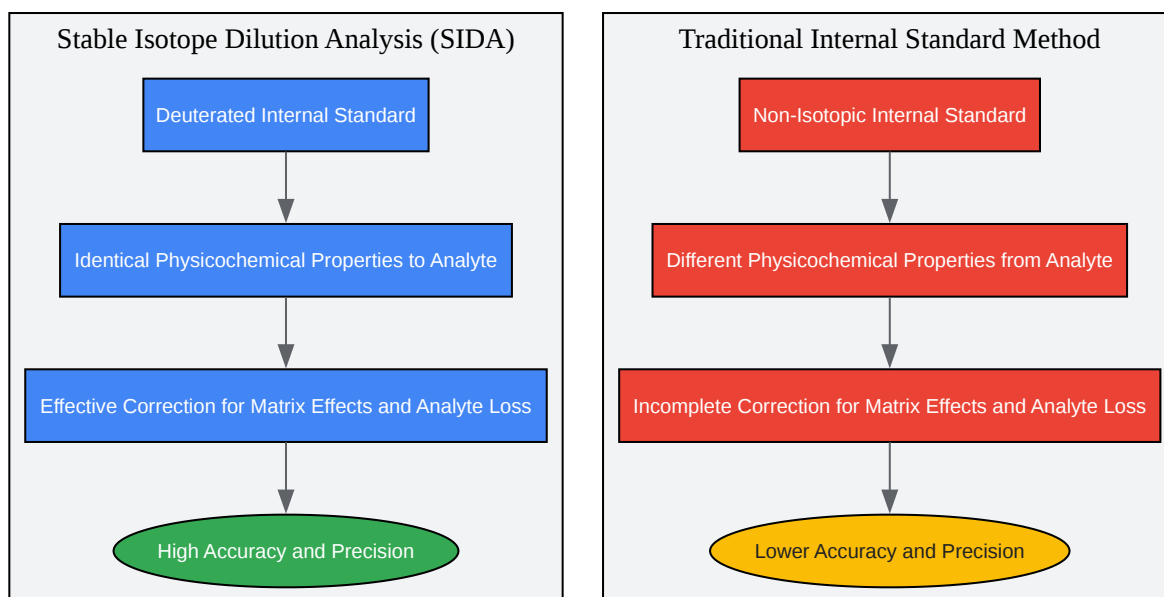 Stable Isotope Dilution Analysis (SIDA)
Deuterated Internal Standard
Identical Physicochemical Properties to Analyte
Effective Correction for Matrix Effects and Analyte Loss
High Accuracy and Precision
Traditional Internal Standard Method
Non-Isotopic Internal Standard
Different Physicochemical Properties from Analyte
Incomplete Correction for Matrix Effects and Analyte Loss
Lower Accuracy and Precision